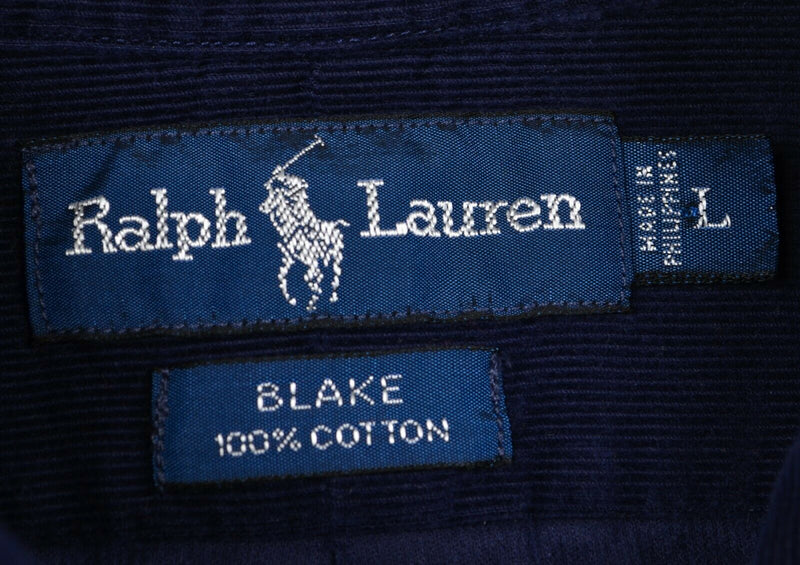 Ralph Lauren
MADE IN
PHILIPPINES
L
BLAKE
100% COTTON